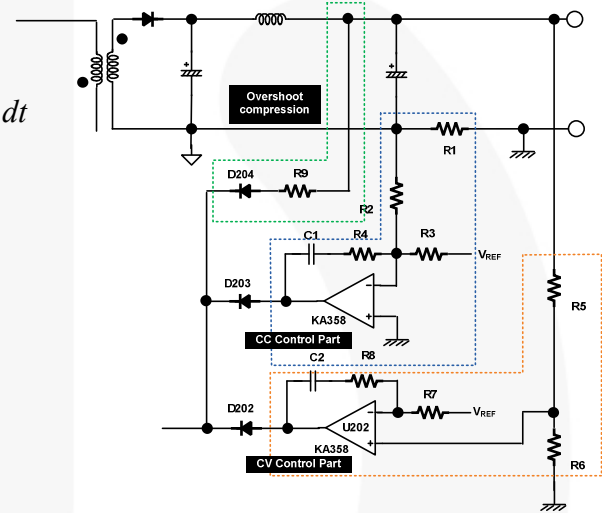 dt
+
+
Overshoot
compression
R1
D204
R9
R2
C1
R4
R3
VREF
D203
-
+
KA358
R5
CC Control Part
C2
R8
D202
R7
VREF
-
U202
+
KA358
CV Control Part
R6